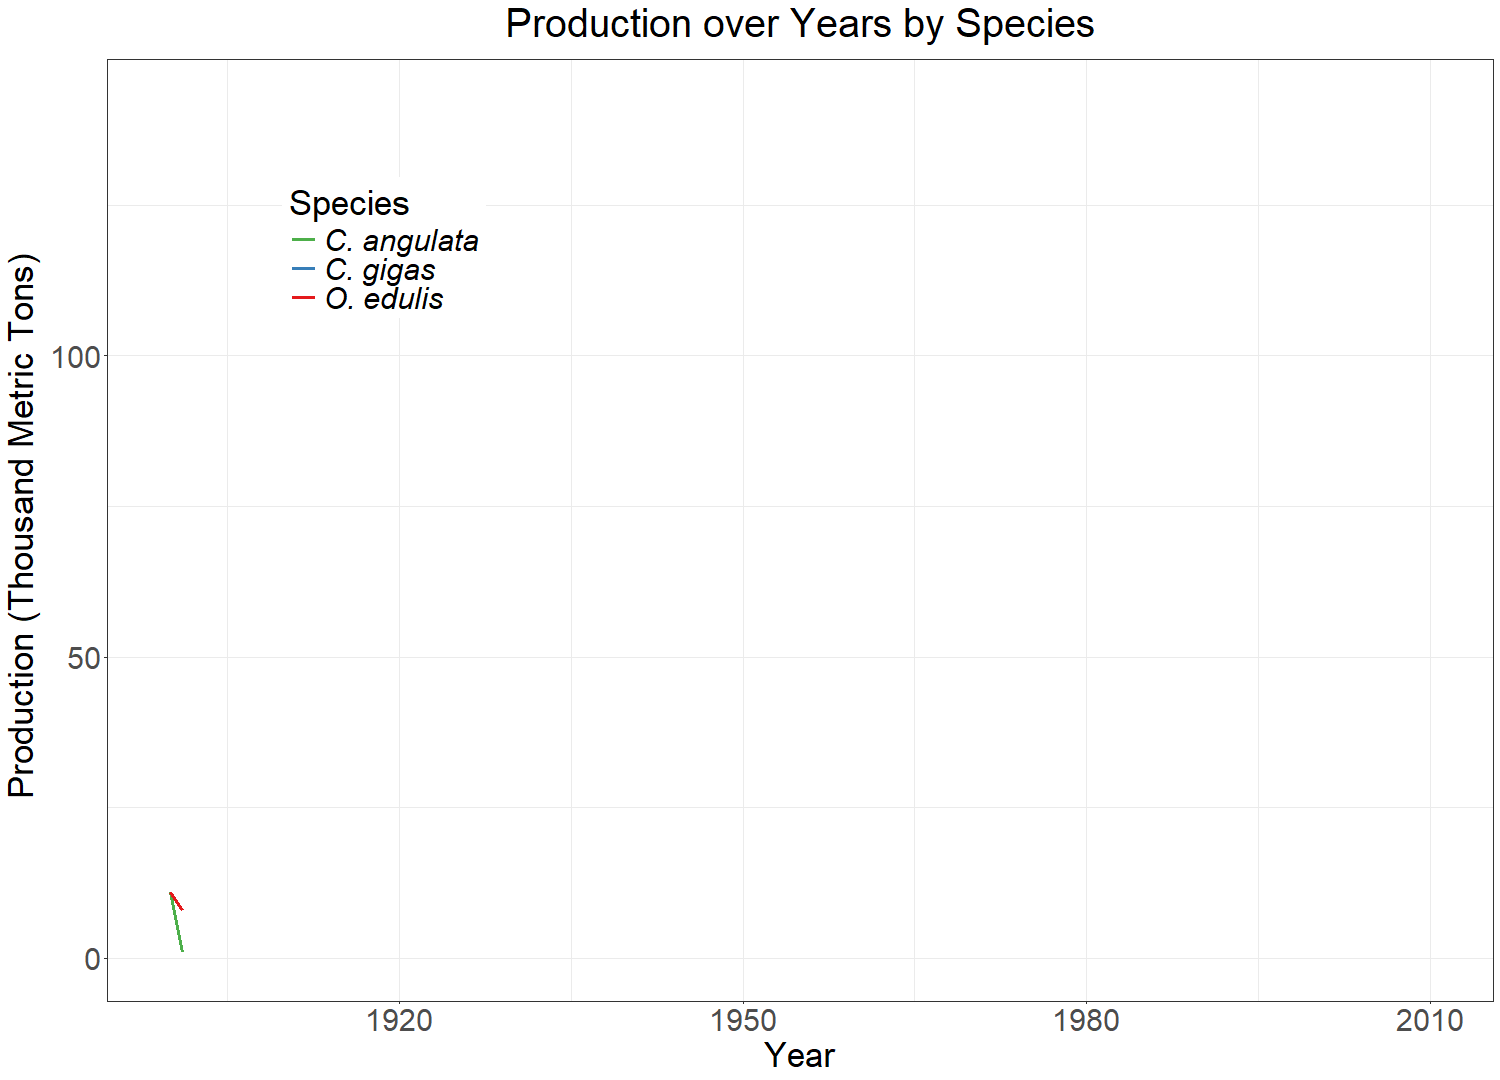 Production over Years by Species
Species
C. angulata
C. gigas
O. edulis
Production (Thousand Metric Tons)
100
50
0
1920
1950
1980
2010
Year